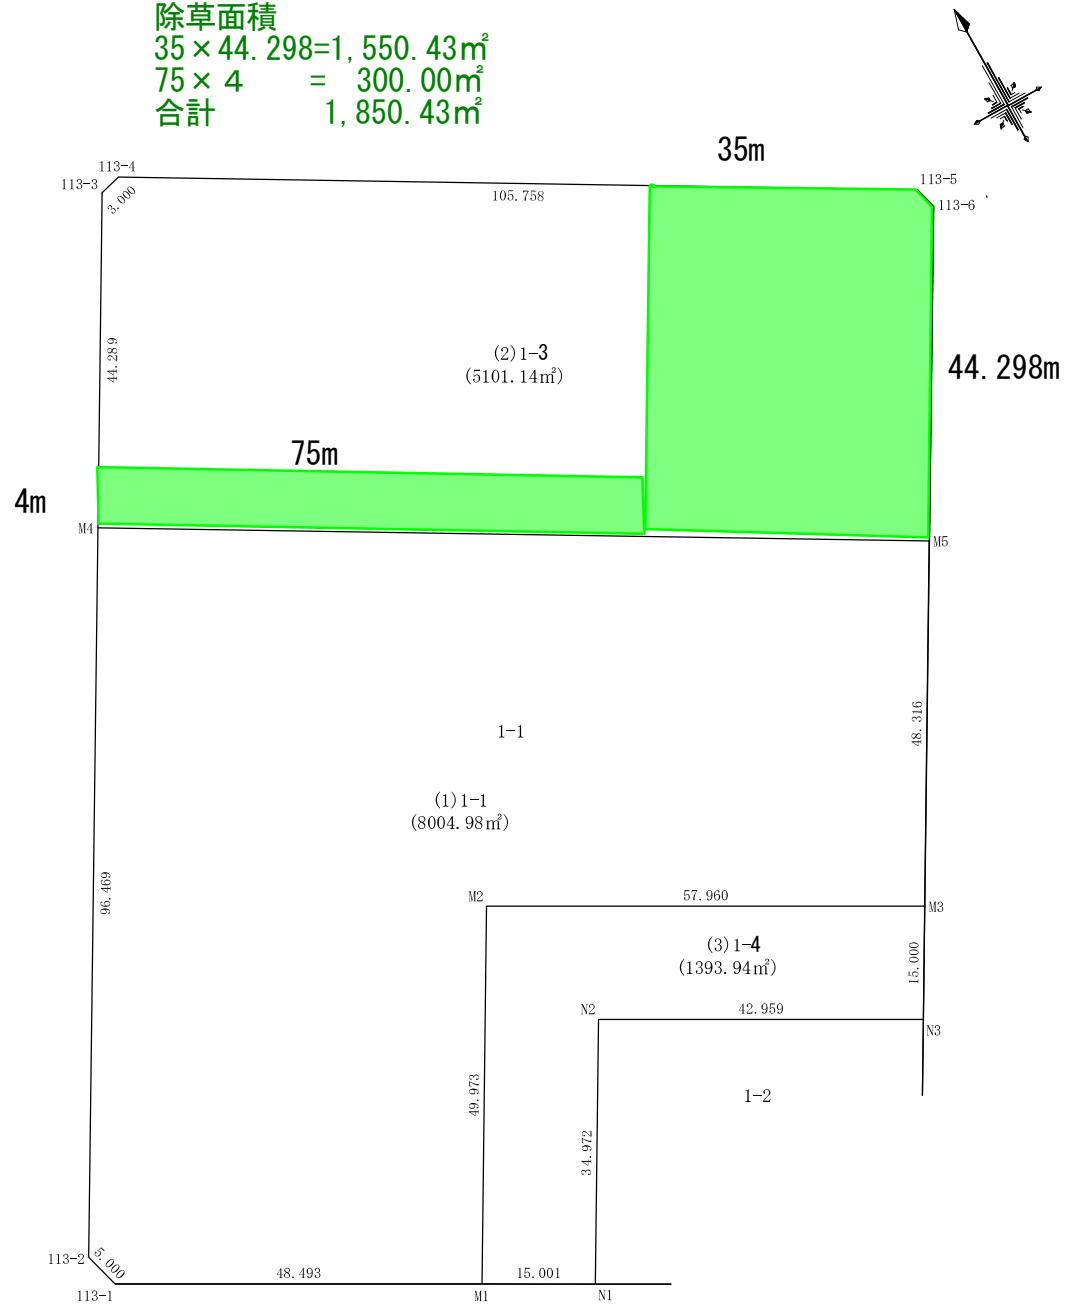 除草面積
35×44.298=1,550.43㎡
75×4 = 300.00㎡
合計 1,850.43㎡
35m
113-4
113-3
3.000
105.758
113-5
113-6
44.289
(2)1-3
(5101.14㎡)
44.298m
75m
4m
M4
M5
1-1
48.316
(1)1-1
(8004.98㎡)
96.469
M2
57.960
M3
(3)1-4
(1393.94㎡)
15.000
N2
42.959
N3
49.973
1-2
34.972
113-2
5.000
48.493
15.001
113-1
M1
N1